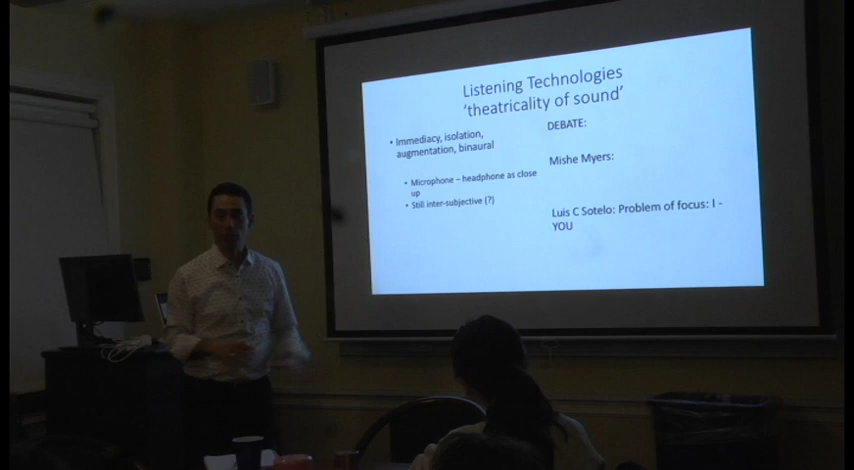 Listening Technologies
'theatricality of sound'
• Immediacy, isolation,
augmentation, binaural
• Microphone – headphone as close
up
• Still inter-subjective (?)
DEBATE:
Mishe Myers:
Luis C Sotelo: Problem of focus: I -
YOU